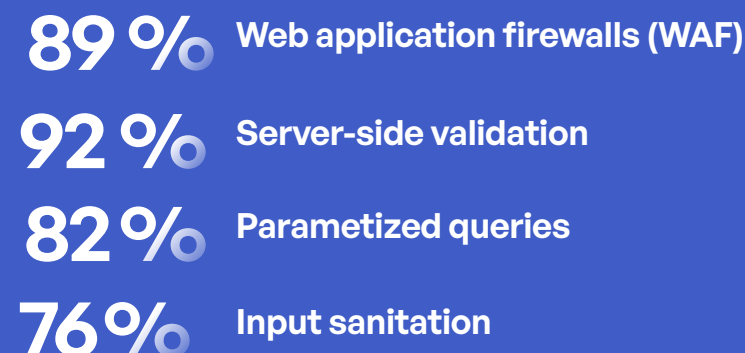 89 % Web application firewalls (WAF)
92 % Server-side validation
82 % Parametized queries
76 % Input sanitation